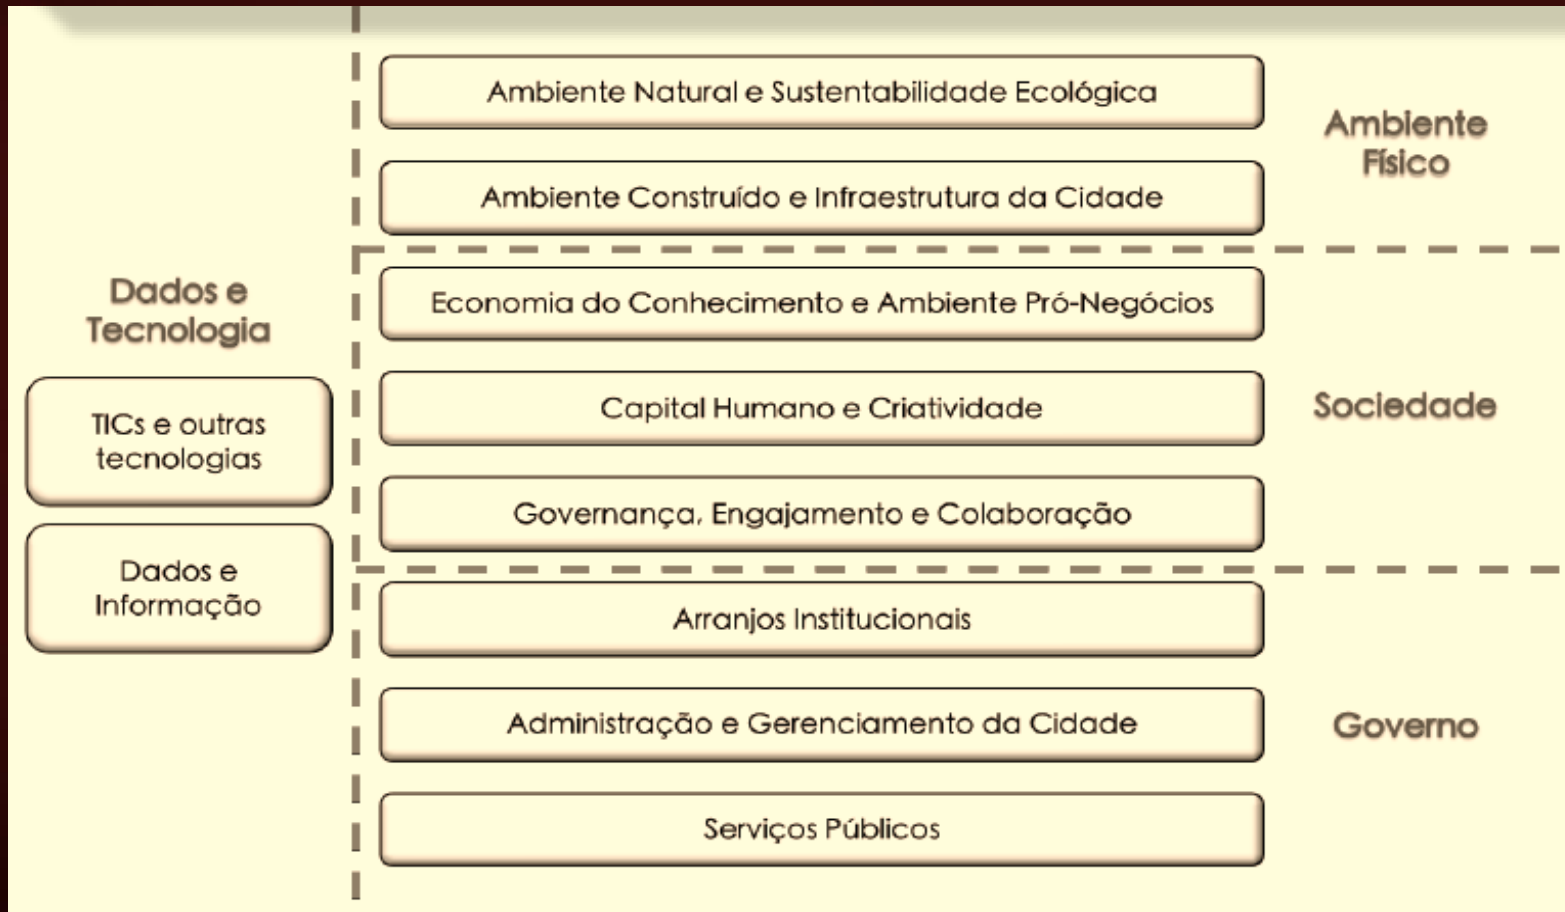 Dados e
Tecnologia
TICs e outras
tecnologias
Dados e
Informação
Ambiente Natural e Sustentabilidade Ecológica
Ambiente Construído e Infraestrutura da Cidade
Ambiente
Físico
Economia do Conhecimento e Ambiente Pró-Negócios
Capital Humano e Criatividade
Governança, Engajamento e Colaboração
Sociedade
Arranjos Institucionais
Administração e Gerenciamento da Cidade
Serviços Públicos
Governo